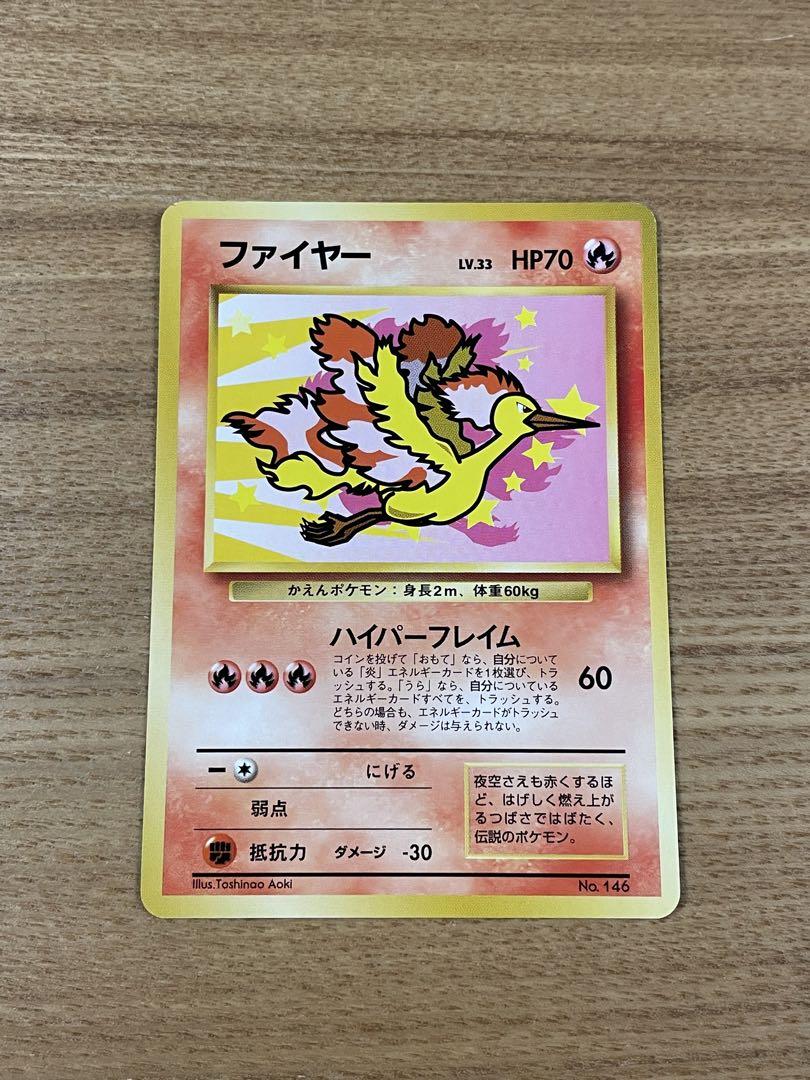 ファイヤー LV.33 HP70
かえんポケモン：身長2m、体重60kg
ハイパーフレイム
コインを投げて「おもて」なら、自分について
いる「炎」エネルギーカードを1枚選び、トラ
ッシュする。「うら」なら、自分についている
エネルギーカードすべてを、トラッシュする。
どちらの場合も、エネルギーカードがトラッシュ
できない時、ダメージは与えられない。
60
ー にげる
弱点
抵抗力 ダメージ -30
夜空さえも赤くするほ
ど、はげしく燃え上が
るつばさではばたく、
伝説のポケモン。
Illus.Toshinao Aoki
No. 146